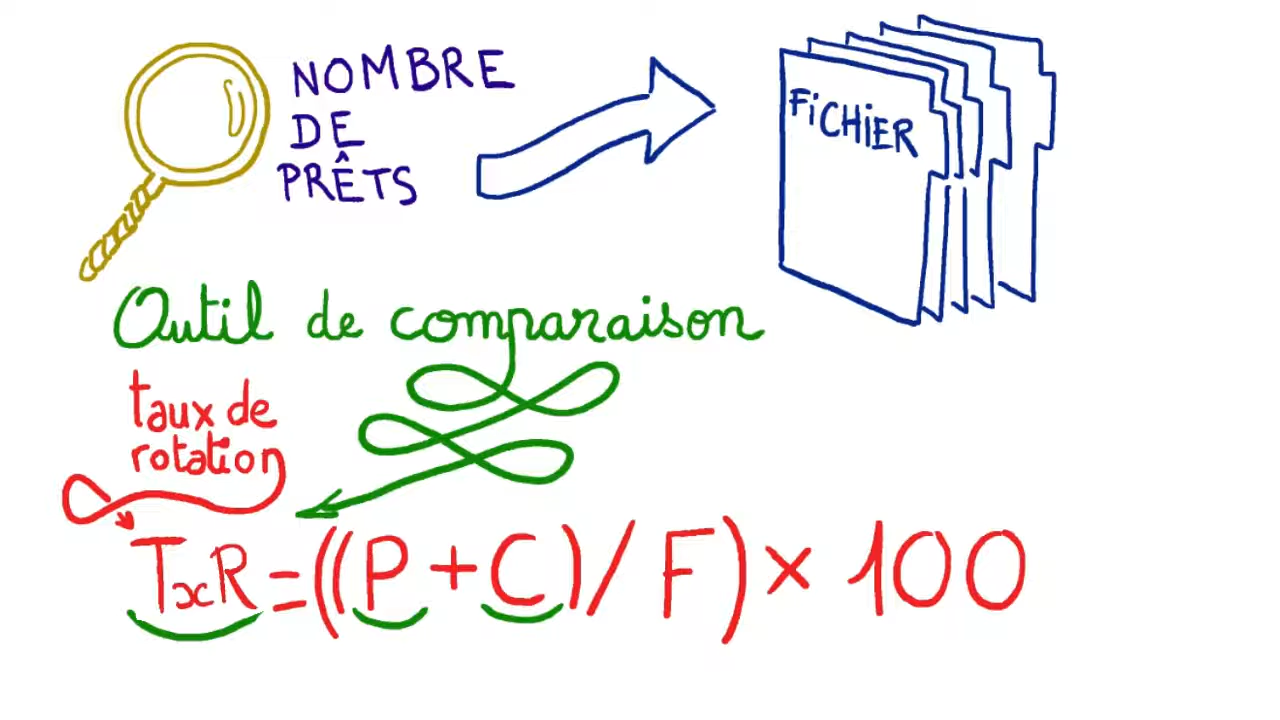 NOMBRE
DE
PRÊTS
FiCHiER
Outil de comparaison
taux de
rotation
TxR=((P+C)/F)×100